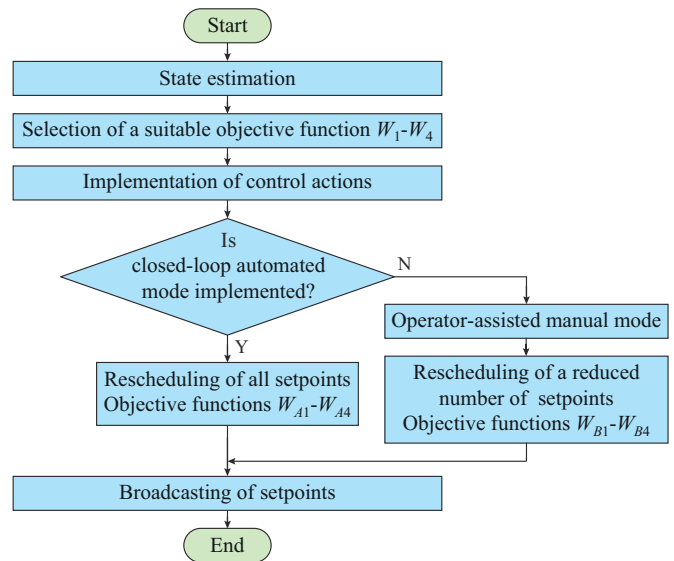 Start
State estimation
Selection of a suitable objective function W1-W4
Implementation of control actions
Is
closed-loop automated
mode implemented?
N
Operator-assisted manual mode
Y
Rescheduling of all setpoints
Objective functions WA1-WA4
Rescheduling of a reduced
number of setpoints
Objective functions WB1-WB4
Broadcasting of setpoints
End